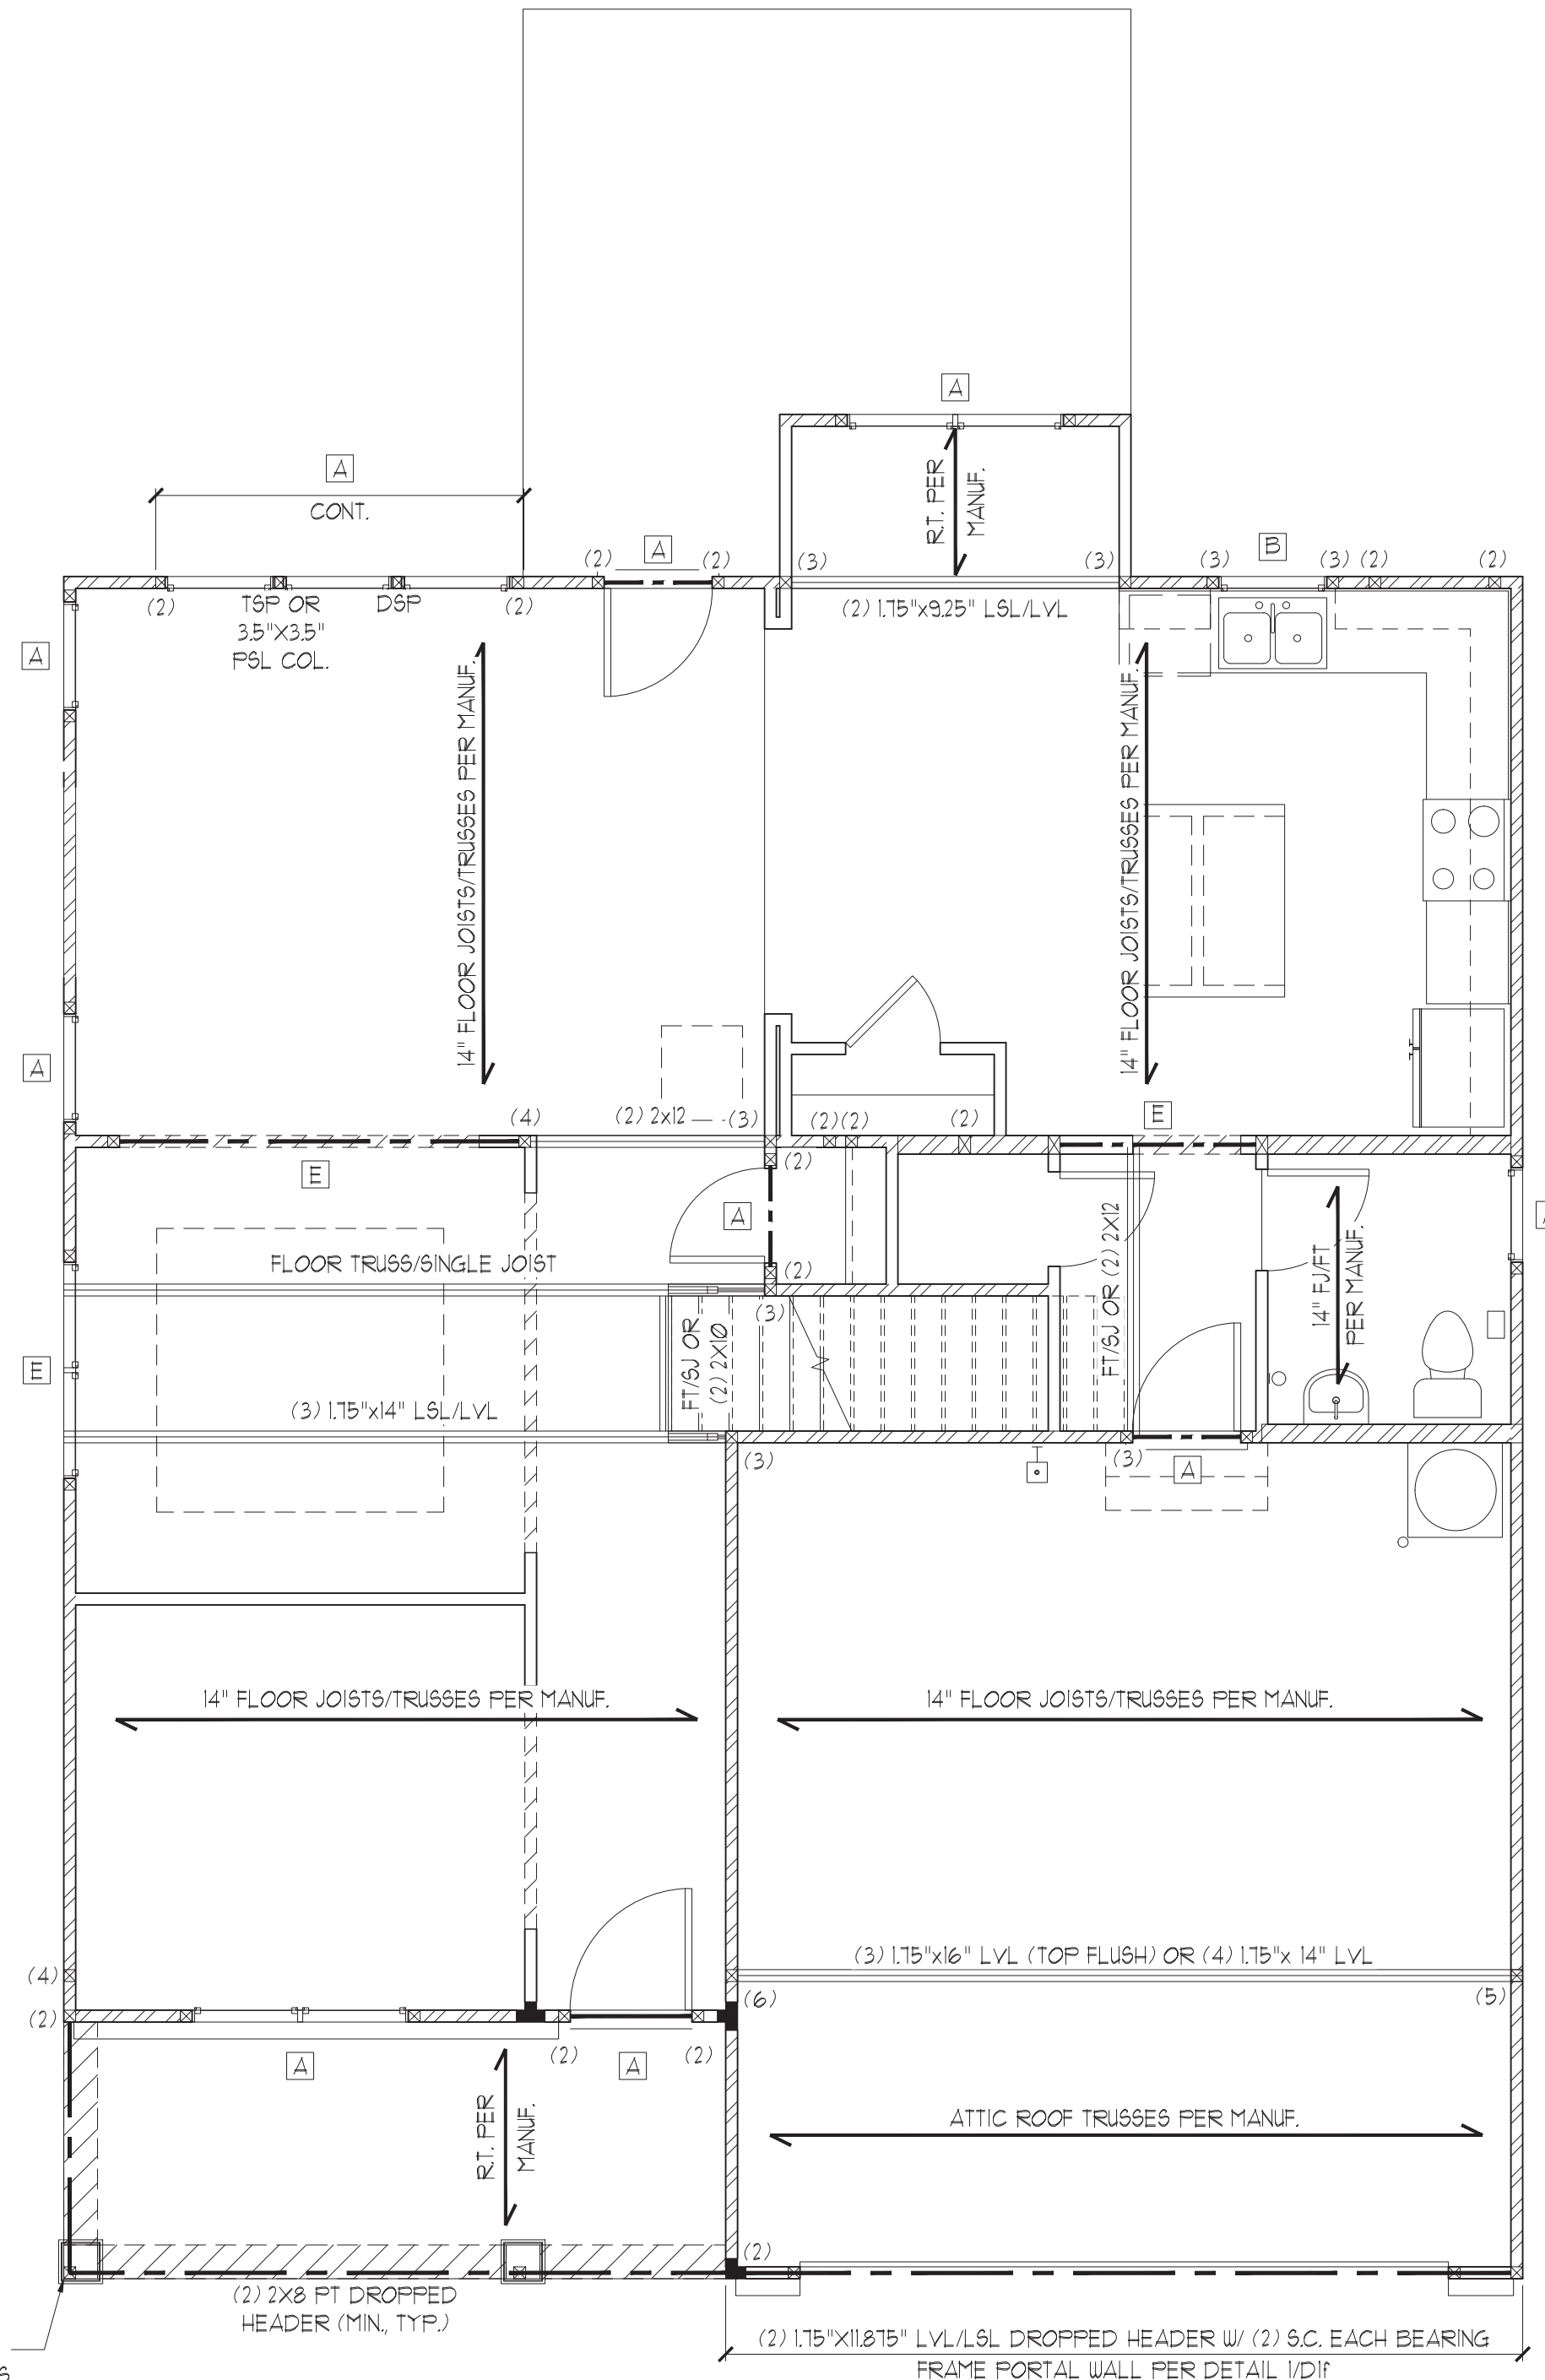 A
A
CONT.
R.T. PER
MANUF.
(2)
A
(2)
(3)
(3)
(3)
B
(3)
(2)
(2)
(2)
TSP OR
3.5"X3.5"
PSL COL.
DSP
(2)
(2) 1.75"x9.25" LSL/LVL
A
14" FLOOR JOISTS/TRUSSES PER MANUF.
14" FLOOR JOISTS/TRUSSES PER MANUF.
A
(4)
(2) 2x12
(3)
(2)
(2)
(2)
E
(2)
E
A
FT/SJ OR (2) 2X12
14" FJ/FT
PER MANUF.
FLOOR TRUSS/SINGLE JOIST
(2)
(3)
E
FT/SJ OR
(2) 2X10
(3) 1.75"x14" LSL/LVL
(3)
(3)
A
14" FLOOR JOISTS/TRUSSES PER MANUF.
14" FLOOR JOISTS/TRUSSES PER MANUF.
(3) 1.75"x16" LVL (TOP FLUSH) OR (4) 1.75"x 14" LVL
(4)
(6)
(5)
(2)
A
(2)
A
(2)
R.T. PER
MANUF.
ATTIC ROOF TRUSSES PER MANUF.
(2)
(2) 2X8 PT DROPPED
HEADER (MIN., TYP.)
(2) 1.75"X11.875" LVL/LSL DROPPED HEADER W/ (2) S.C. EACH BEARING
FRAME PORTAL WALL PER DETAIL 1/D1f